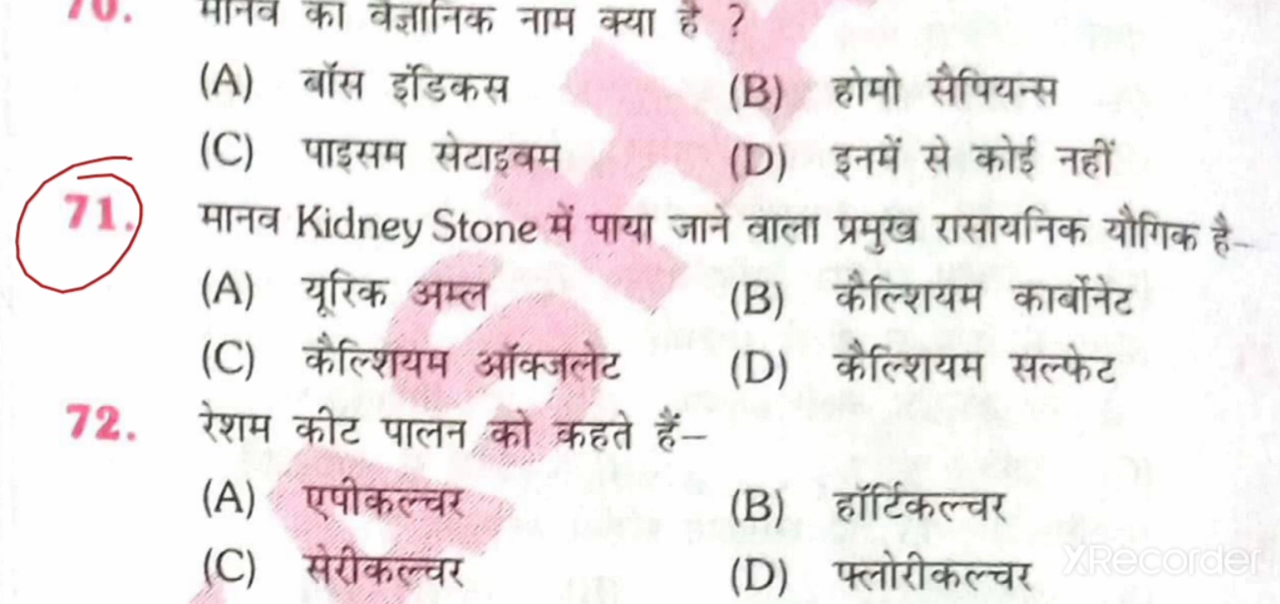 70. मानव का वैज्ञानिक नाम क्या है ?
(A) बॉस इंडिकस (B) होमो सैपियन्स
(C) पाइसम सेटाइवम (D) इनमें से कोई नहीं
71. मानव Kidney Stone में पाया जाने वाला प्रमुख रासायनिक यौगिक है–
(A) यूरिक अम्ल (B) कैल्शियम कार्बोनेट
(C) कैल्शियम ऑक्जलेट (D) कैल्शियम सल्फेट
72. रेशम कीट पालन को कहते हैं–
(A) एपीकल्चर (B) हॉर्टिकल्चर
(C) सेरीकल्चर (D) फ्लोरीकल्चर
XRecorder